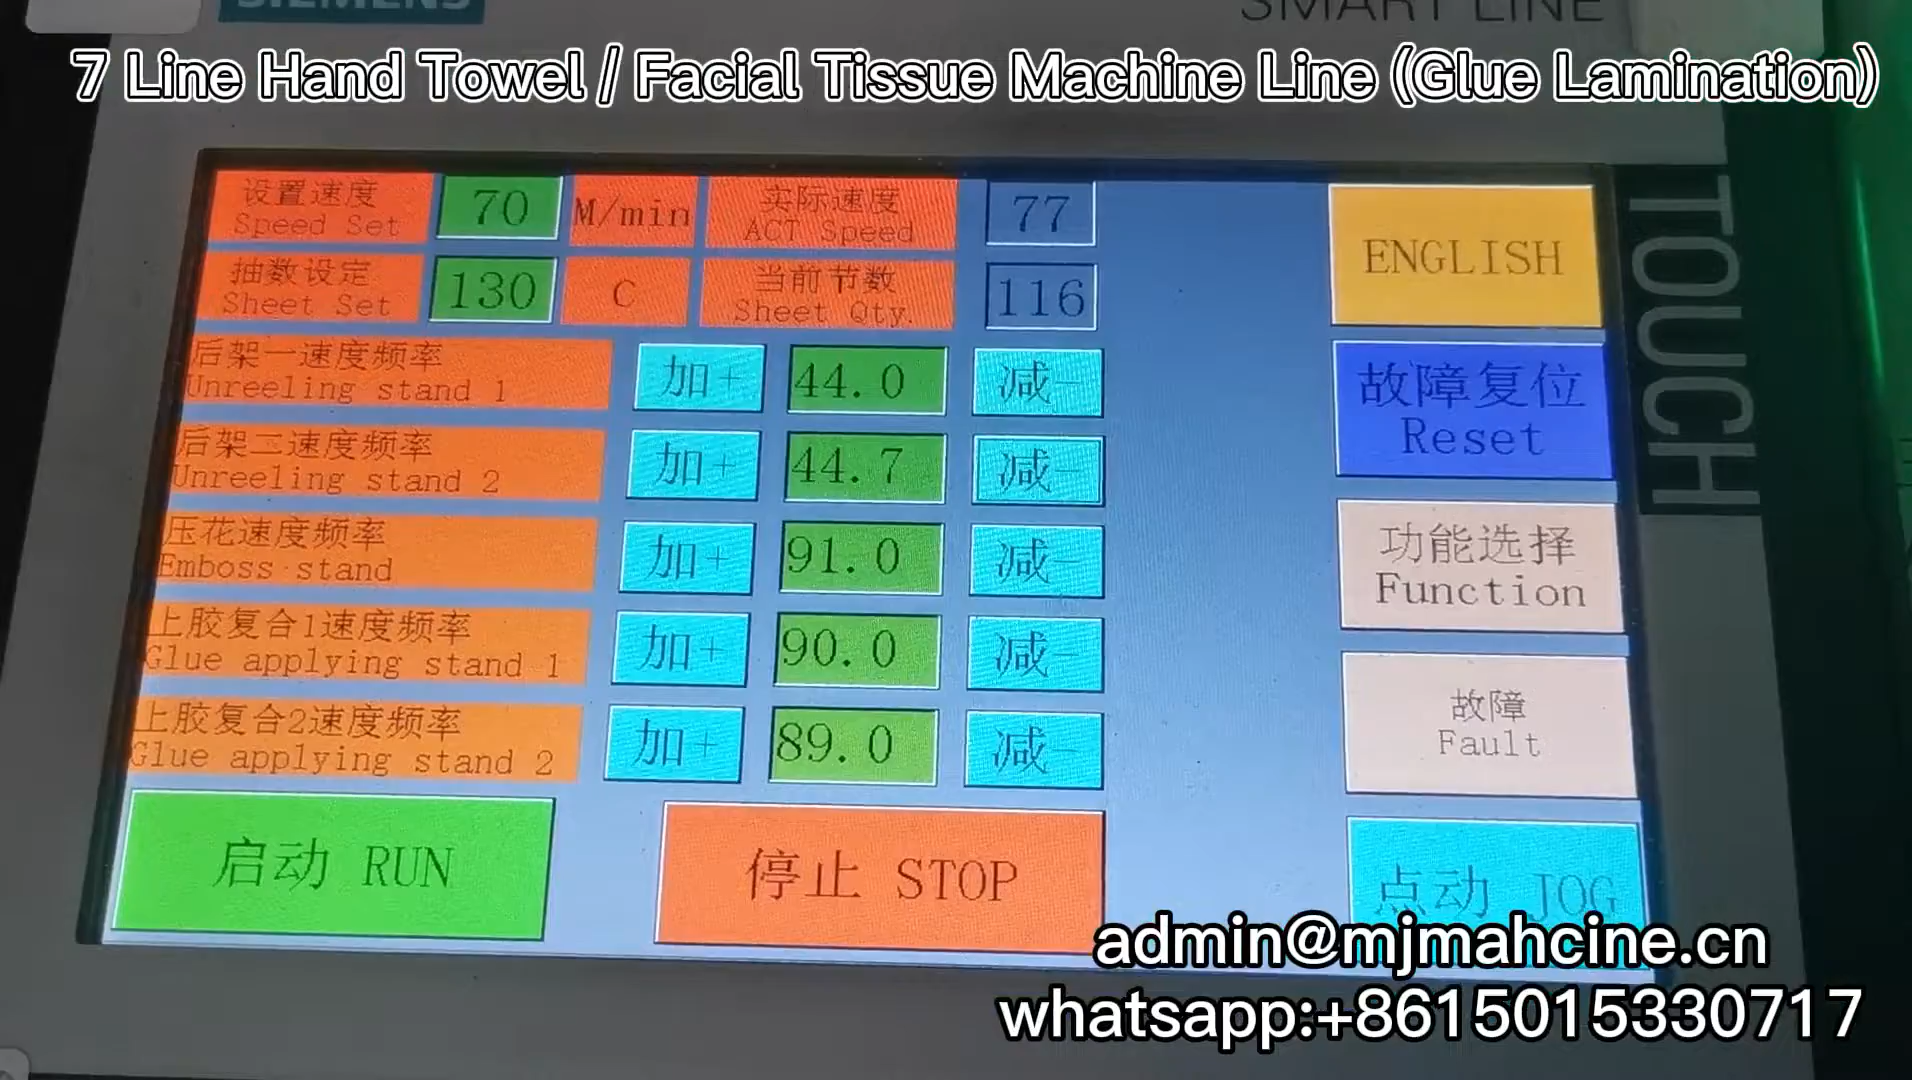 SIEMENS
SMART LINE
7 Line Hand Towel / Facial Tissue Machine Line (Glue Lamination)
设置速度
Speed Set
70
M/min
实际速度
ACT Speed
77
ENGLISH
抽数设定
Sheet Set
130
C
当前节数
Sheet Qty.
116
后架一速度频率
Unreeling stand 1
加+
44.0
减-
故障复位
Reset
后架二速度频率
Unreeling stand 2
加+
44.7
减-
压花速度频率
Emboss stand
加+
91.0
减-
功能选择
Function
上胶复合1速度频率
Glue applying stand 1
加+
90.0
减-
故障
Fault
上胶复合2速度频率
Glue applying stand 2
加+
89.0
减-
启动 RUN
停止 STOP
点动 JOG
TOUCH
admin@mjmahcine.cn
whatsapp:+8615015330717